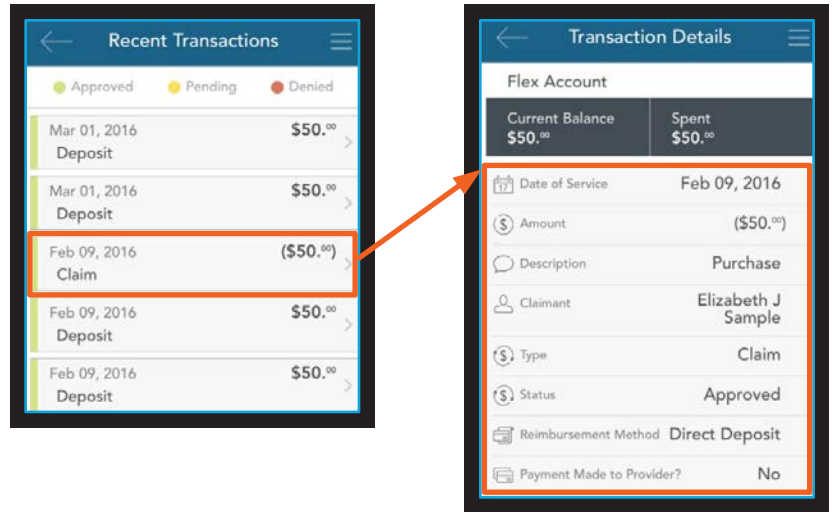 Recent Transactions
Approved Pending Denied
Mar 01, 2016 $50.00
Deposit
Mar 01, 2016 $50.00
Deposit
Feb 09, 2016 ($50.00)
Claim
Feb 09, 2016 $50.00
Deposit
Feb 09, 2016 $50.00
Deposit
Transaction Details
Flex Account
Current Balance Spent
$50.00 $50.00
17 Date of Service Feb 09, 2016
$ Amount ($50.00)
Description Purchase
Claimant Elizabeth J
Sample
$ Type Claim
$ Status Approved
Reimbursement Method Direct Deposit
Payment Made to Provider? No